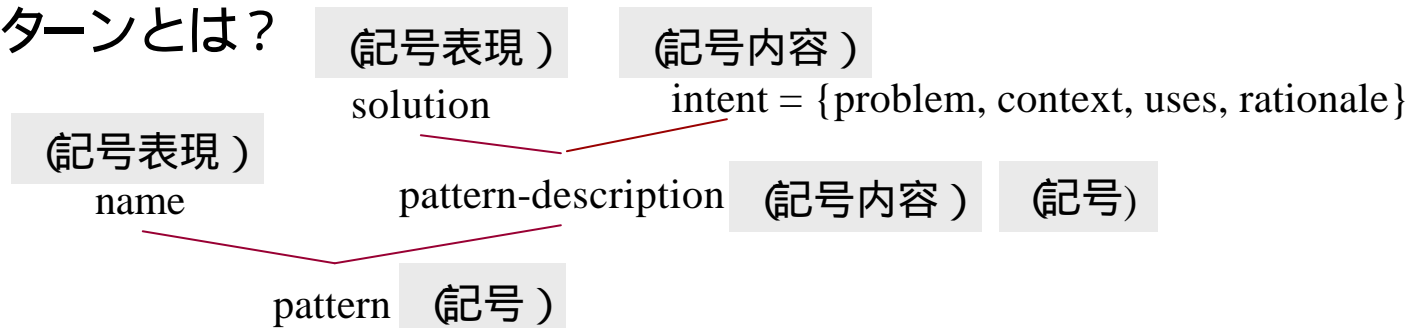 ターンとは？
(記号表現） (記号内容）
solution intent = {problem, context, uses, rationale}
(記号表現）
name pattern-description (記号内容） (記号)
pattern (記号）